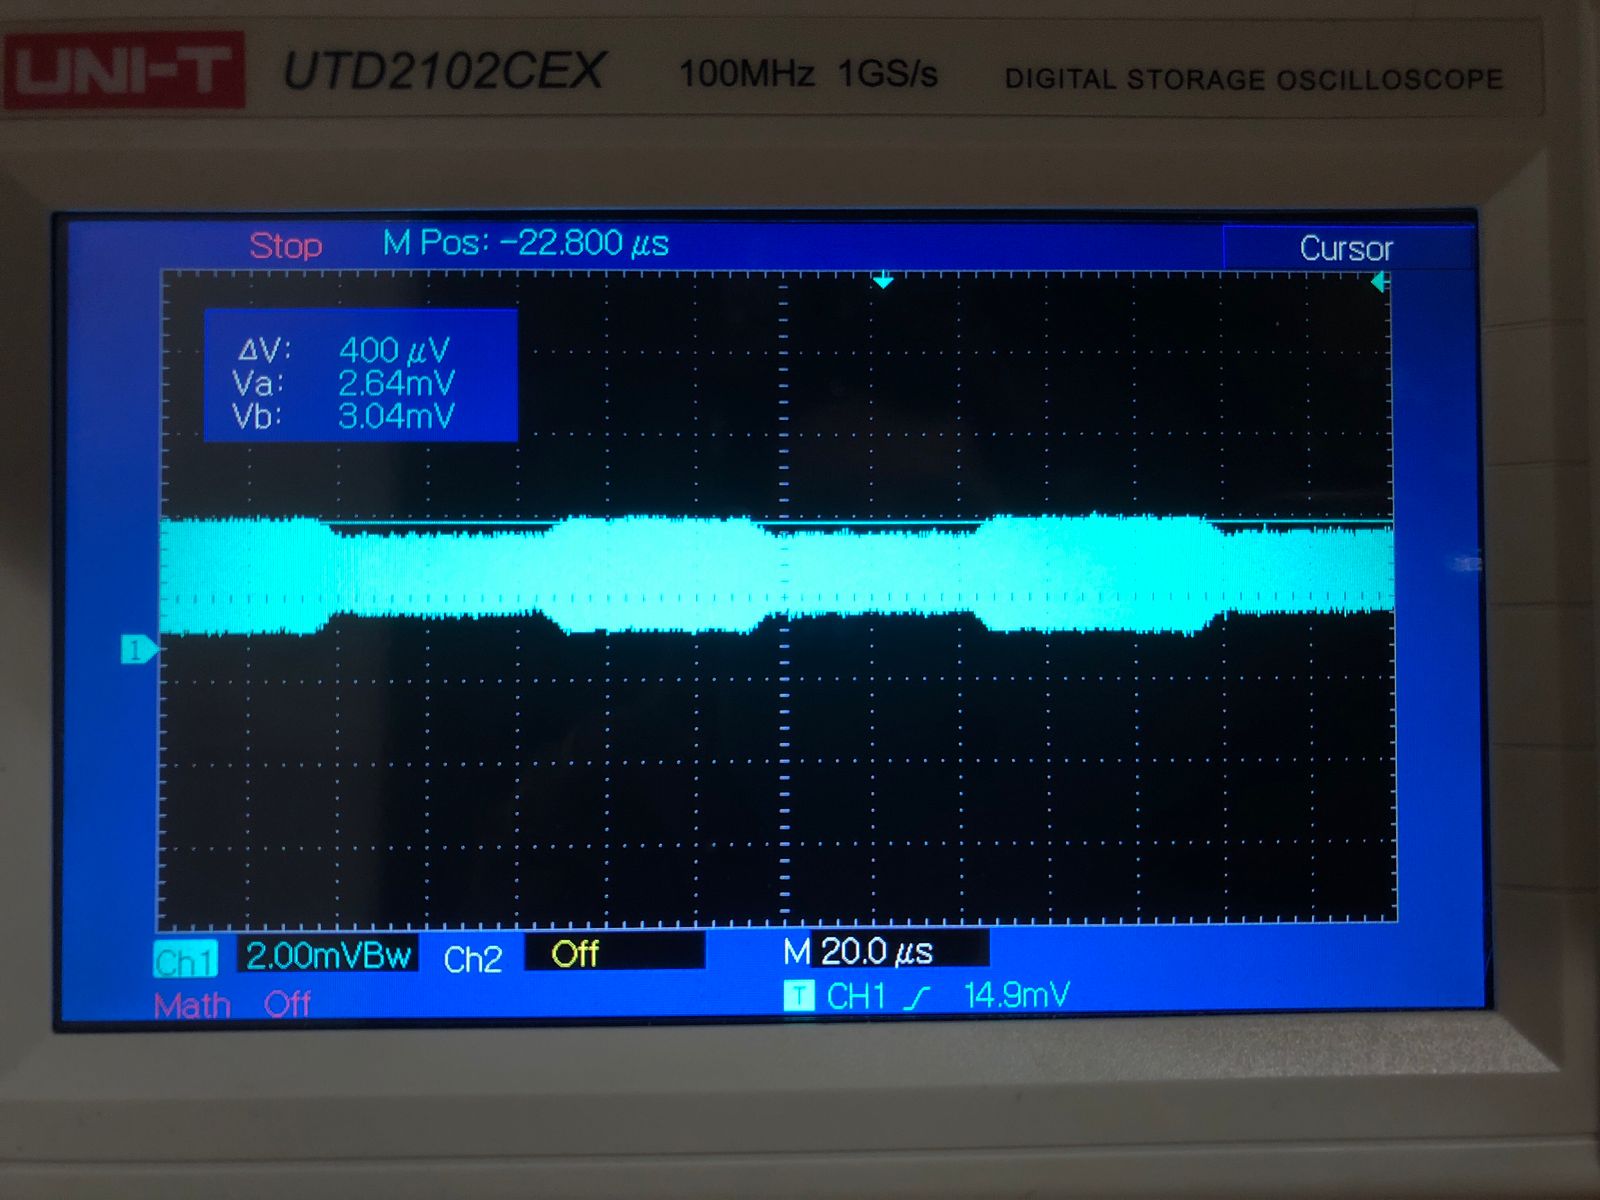 UNI-T UTD2102CEX 100MHz 1GS/s DIGITAL STORAGE OSCILLOSCOPE
Stop M Pos: -22.800 µs Cursor
ΔV: 400 µV
Va: 2.64mV
Vb: 3.04mV
1
Ch1 2.00mVBw Ch2 Off M 20.0 µs
Math Off T CH1 14.9mV